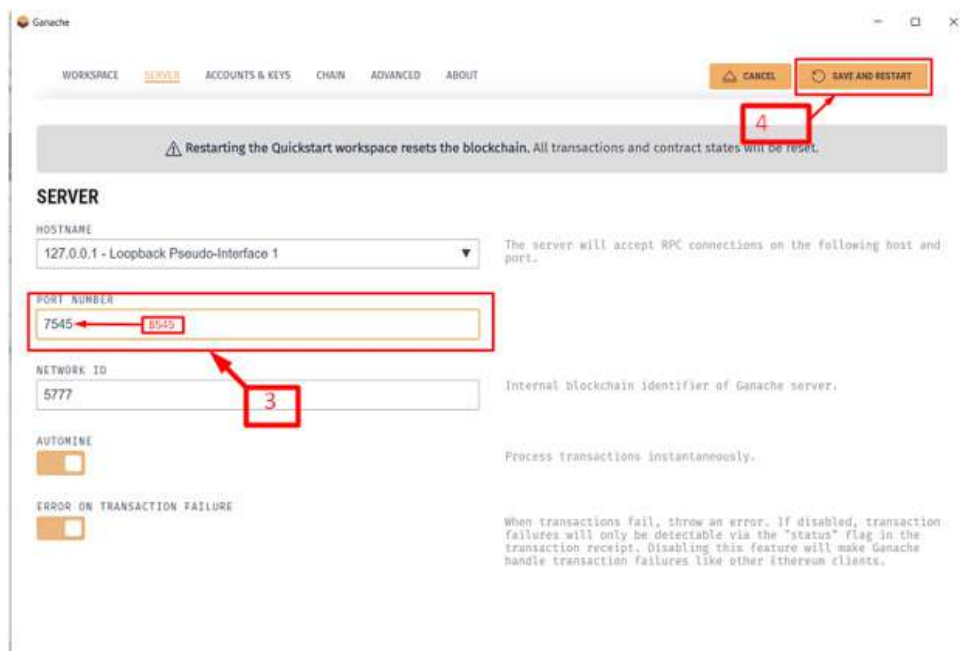 Ganache
WORKSPACE SERVER ACCOUNTS & KEYS CHAIN ADVANCED ABOUT CANCEL SAVE AND RESTART
4
Restarting the Quickstart workspace resets the blockchain. All transactions and contract states will be reset.
SERVER
HOSTNAME
127.0.0.1 - Loopback Pseudo-Interface 1
The server will accept RPC connections on the following host and
port.
PORT NUMBER
7545 8545
NETWORK ID
5777
3
Internal blockchain identifier of Ganache server.
AUTOMINE
Process transactions instantaneously.
ERROR ON TRANSACTION FAILURE
When transactions fail, throw an error. If disabled, transaction
failures will only be detectable via the "status" flag in the
transaction receipt. Disabling this feature will make Ganache
handle transaction failures like other Ethereum clients.